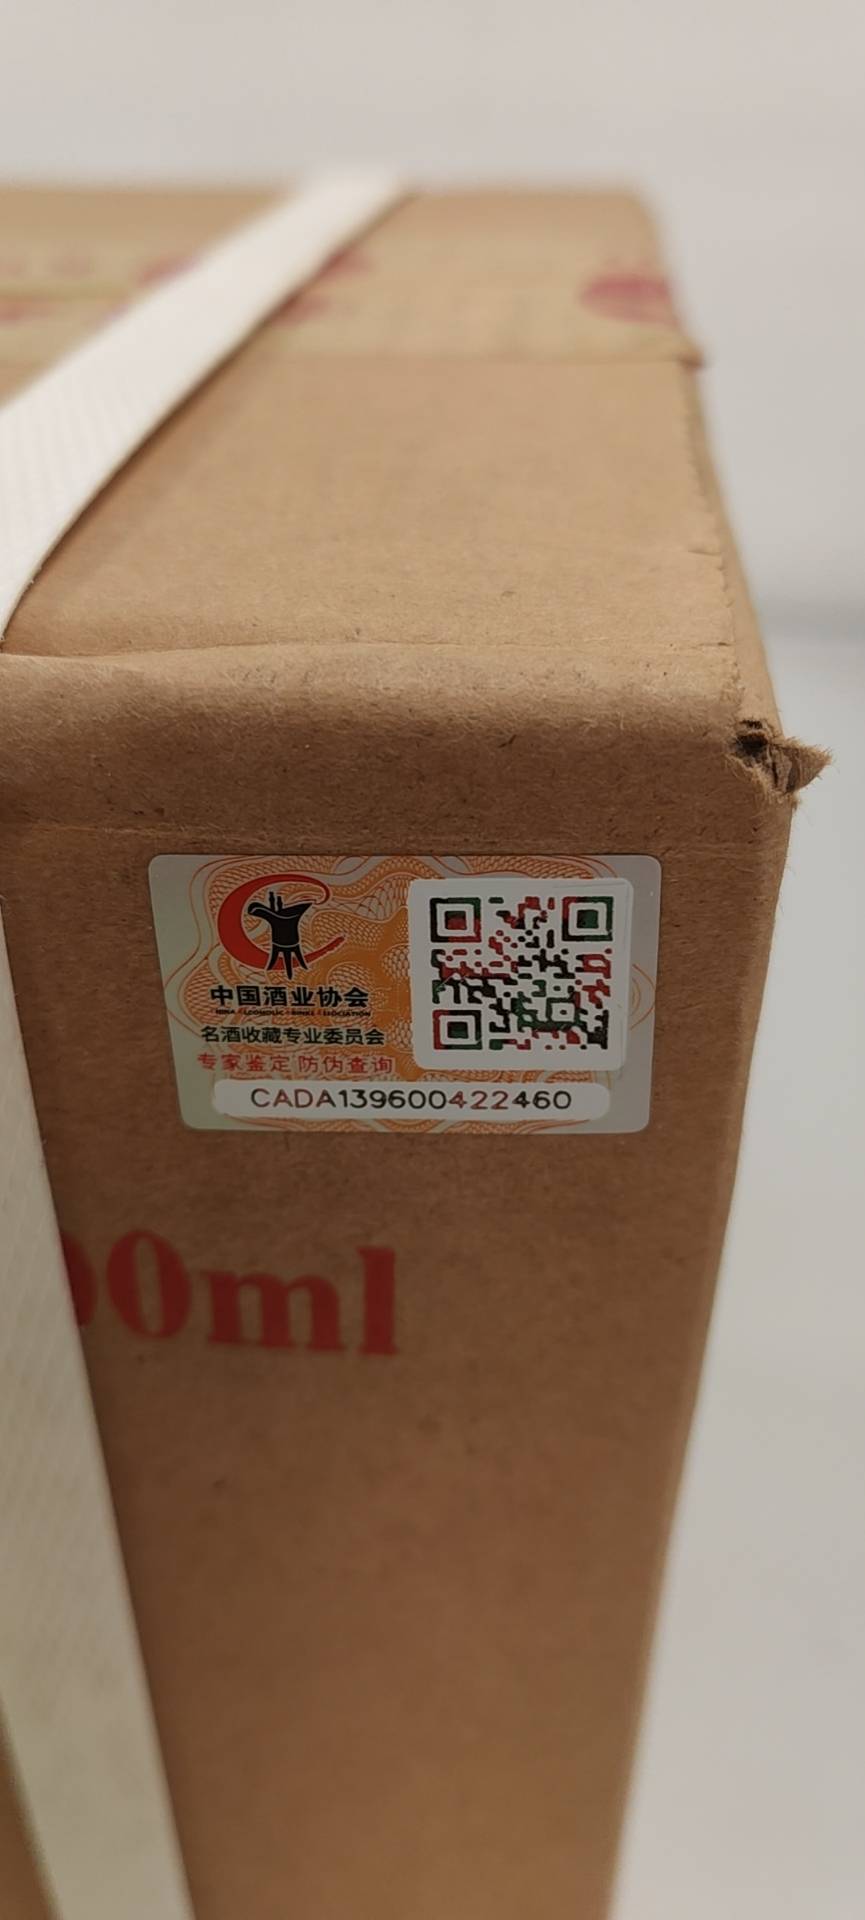 中国酒业协会
名酒收藏专业委员会
专家鉴定 防伪查询
CADA139600422460
00ml